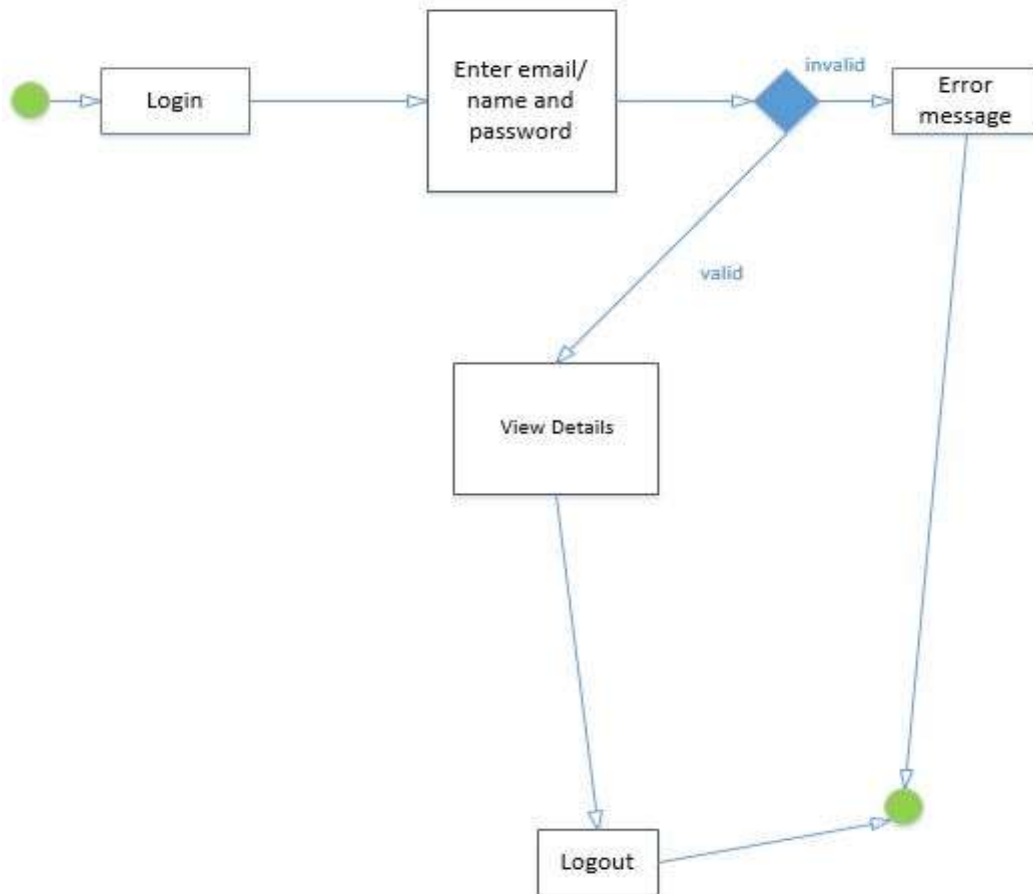 Login
Enter email/
name and
password
invalid
Error
message
valid
View Details
Logout